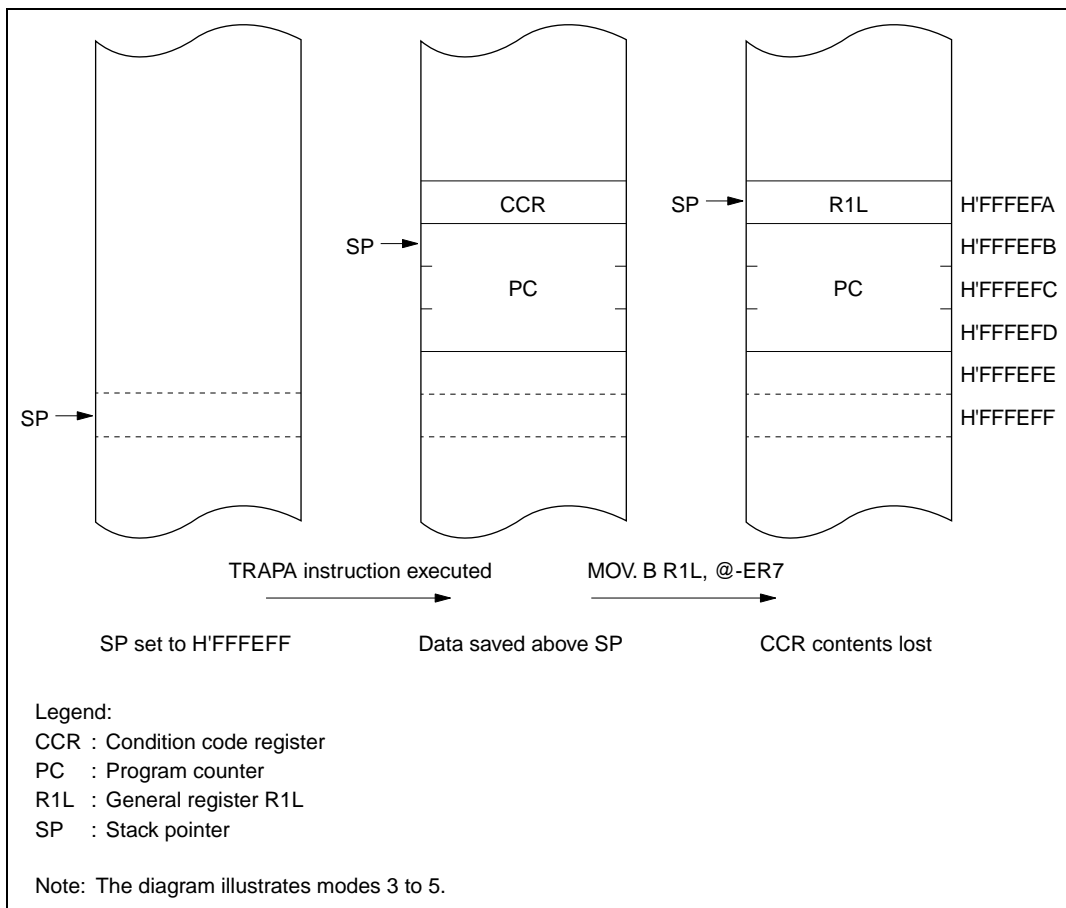 CCR
SP
R1L
H'FFFEFA
SP
H'FFFEFB
PC
PC
H'FFFEFC
H'FFFEFD
H'FFFEFE
SP
H'FFFEFF
TRAPA instruction executed
MOV. B R1L, @-ER7
SP set to H'FFFEFF
Data saved above SP
CCR contents lost
Legend:
CCR : Condition code register
PC : Program counter
R1L : General register R1L
SP : Stack pointer
Note: The diagram illustrates modes 3 to 5.